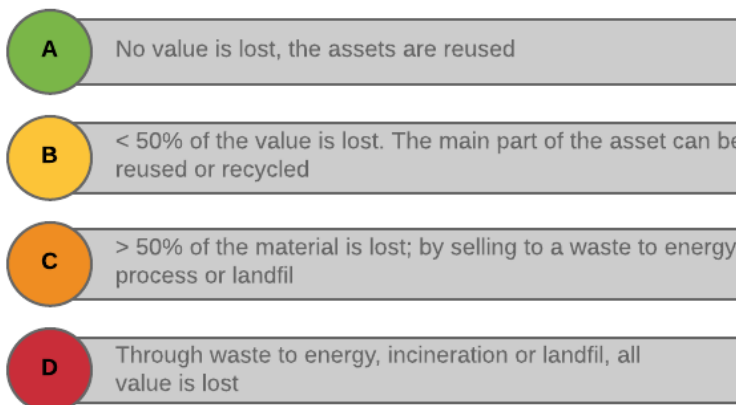 A
No value is lost, the assets are reused
B
< 50% of the value is lost. The main part of the asset can be
reused or recycled
C
> 50% of the material is lost; by selling to a waste to energy
process or landfil
D
Through waste to energy, incineration or landfil, all
value is lost